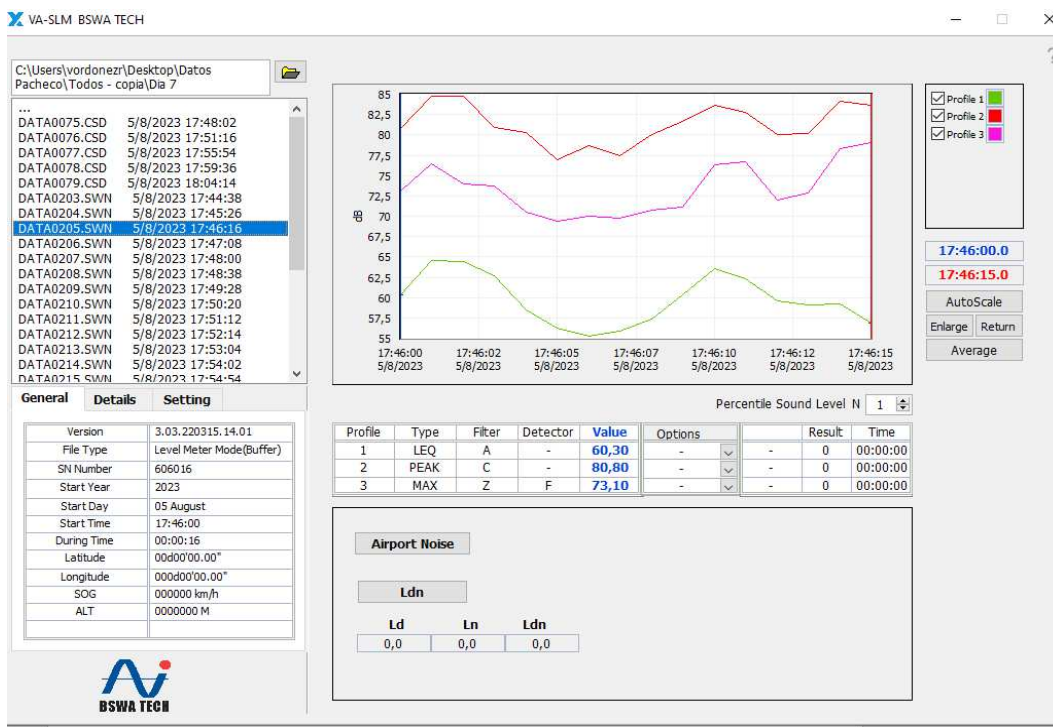 VA-SLM BSWA TECH
C:\Users\vordonezr\Desktop\Datos
Pacheco\Todos - copia\Dia 7
...
DATA0075.CSD 5/8/2023 17:48:02
DATA0076.CSD 5/8/2023 17:51:16
DATA0077.CSD 5/8/2023 17:55:54
DATA0078.CSD 5/8/2023 17:59:36
DATA0079.CSD 5/8/2023 18:04:14
DATA0203.SWN 5/8/2023 17:44:38
DATA0204.SWN 5/8/2023 17:45:26
DATA0205.SWN 5/8/2023 17:46:16
DATA0206.SWN 5/8/2023 17:47:08
DATA0207.SWN 5/8/2023 17:48:00
DATA0208.SWN 5/8/2023 17:48:38
DATA0209.SWN 5/8/2023 17:49:28
DATA0210.SWN 5/8/2023 17:50:20
DATA0211.SWN 5/8/2023 17:51:12
DATA0212.SWN 5/8/2023 17:52:14
DATA0213.SWN 5/8/2023 17:53:04
DATA0214.SWN 5/8/2023 17:54:02
DATA0215.SWN 5/8/2023 17:54:54
General Details Setting
Version 3.03.220315.14.01
File Type Level Meter Mode(Buffer)
SN Number 606016
Start Year 2023
Start Day 05 August
Start Time 17:46:00
During Time 00:00:16
Latitude 00d00'00.00"
Longitude 000d00'00.00"
SOG 000000 km/h
ALT 0000000 M
BSWA TECH
85
82,5
80
77,5
75
72,5
70
67,5
65
62,5
60
57,5
55
dB
17:46:00 17:46:02 17:46:05 17:46:07 17:46:10 17:46:12 17:46:15
5/8/2023 5/8/2023 5/8/2023 5/8/2023 5/8/2023 5/8/2023 5/8/2023
Profile 1
Profile 2
Profile 3
17:46:00.0
17:46:15.0
AutoScale
Enlarge Return
Average
Percentile Sound Level N 1
Profile Type Filter Detector Value Options Result Time
1 LEQ A - 60,30 - - 0 00:00:00
2 PEAK C - 80,80 - - 0 00:00:00
3 MAX Z F 73,10 - - 0 00:00:00
Airport Noise
Ldn
Ld Ln Ldn
0,0 0,0 0,0